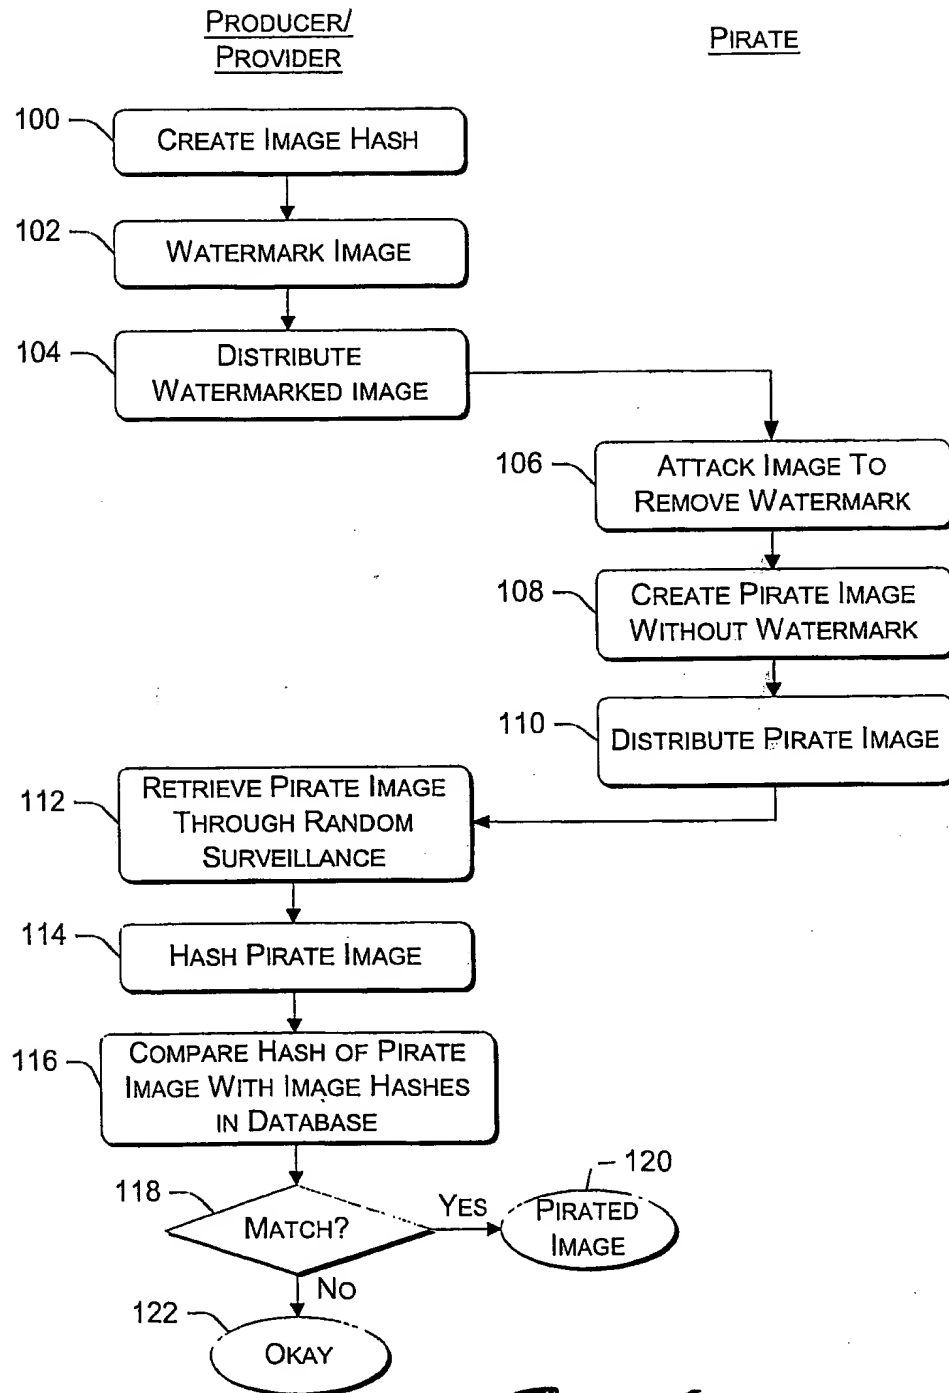 PRODUCER/
PROVIDER
PIRATE
100
CREATE IMAGE HASH
102
WATERMARK IMAGE
104
DISTRIBUTE
WATERMARKED IMAGE
106
ATTACK IMAGE TO
REMOVE WATERMARK
108
CREATE PIRATE IMAGE
WITHOUT WATERMARK
110
DISTRIBUTE PIRATE IMAGE
112
RETRIEVE PIRATE IMAGE
THROUGH RANDOM
SURVEILLANCE
114
HASH PIRATE IMAGE
116
COMPARE HASH OF PIRATE
IMAGE WITH IMAGE HASHES
IN DATABASE
118
MATCH?
YES
120
PIRATED
IMAGE
NO
122
OKAY